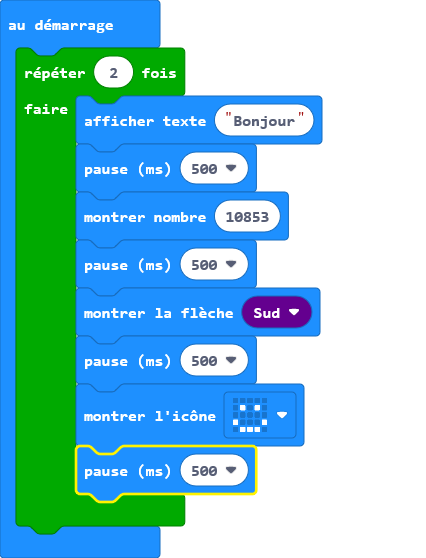 au démarrage
répéter 2 fois
faire
afficher texte "Bonjour"
pause (ms) 500
montrer nombre 10853
pause (ms) 500
montrer la flèche Sud
pause (ms) 500
montrer l'icône
pause (ms) 500